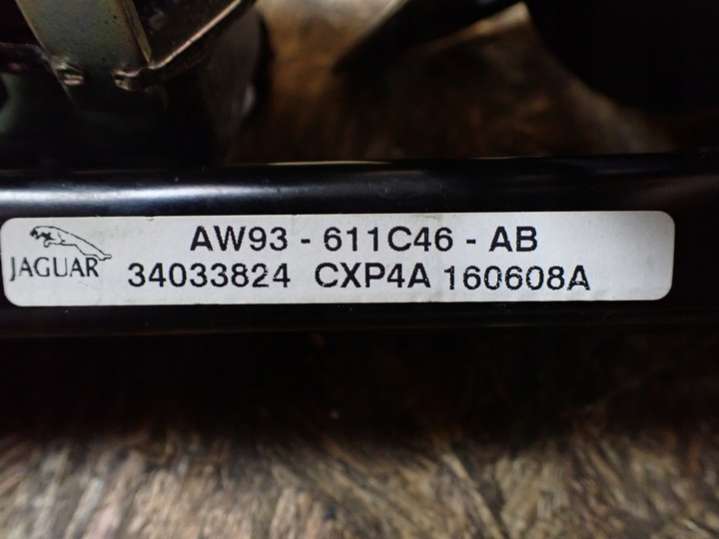 AW93 - 611C46 - AB
JAGUAR 34033824 CXP4A 160608A